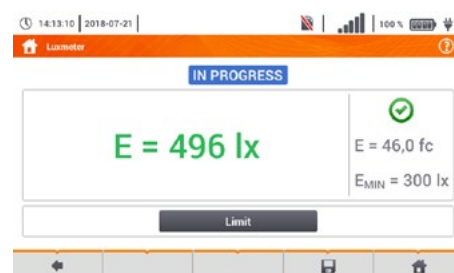 14:13:10 2018-07-21 100 %
Luxmeter
IN PROGRESS
E = 496 lx
E = 46,0 fc
EMIN = 300 lx
Limit